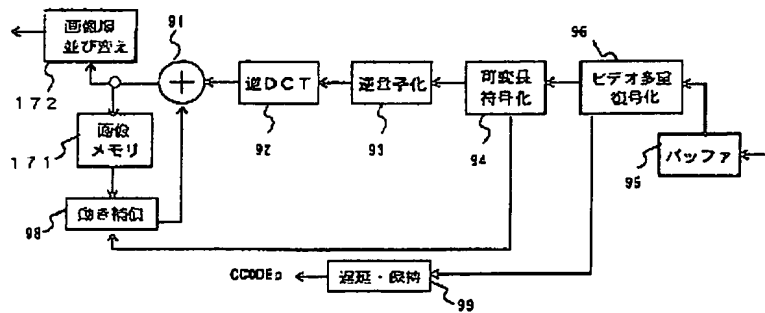 画像順
並び変え
172
91
逆DCT
92
逆量子化
93
可変長
符号化
94
96
ビデオ多重
復号化
バッファ
95
画像
メモリ
171
動き補償
98
CCODE
遅延・保持
99